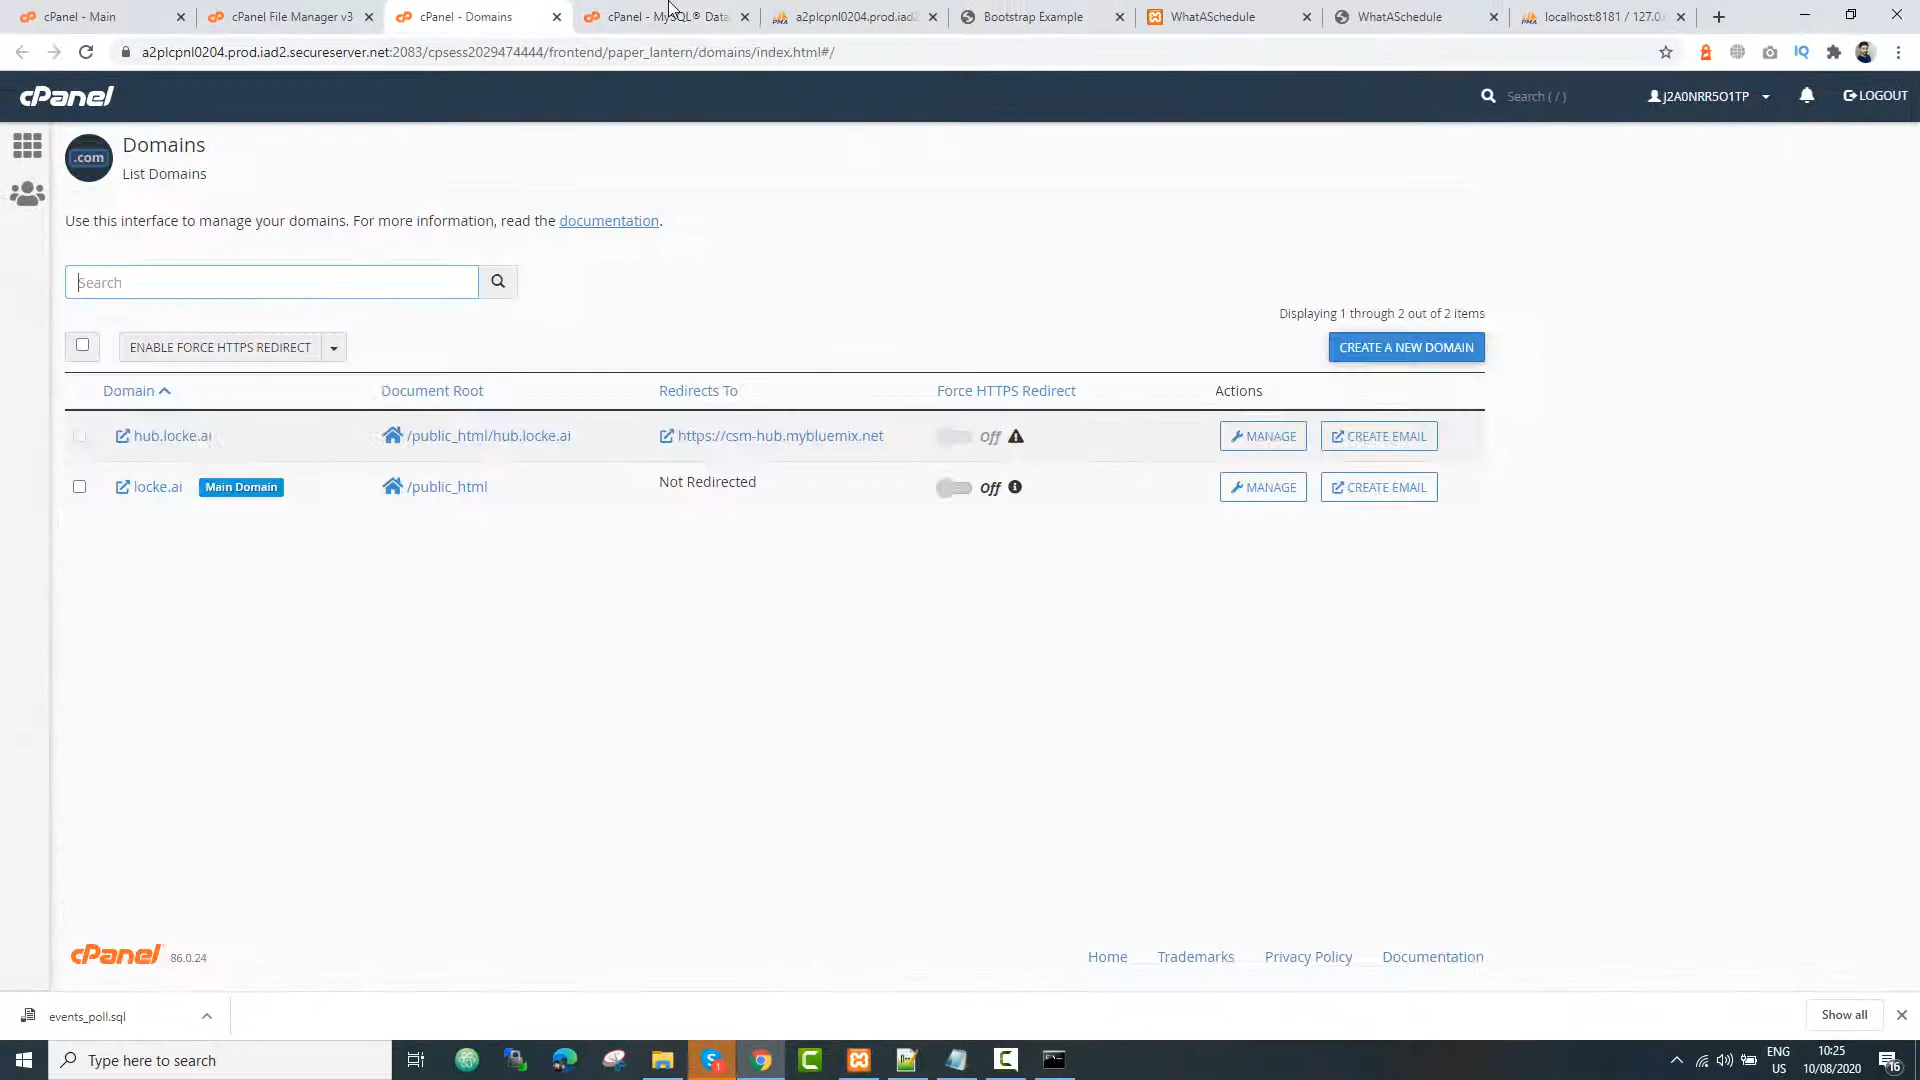 cPanel - Main
cPanel File Manager v3
cPanel - Domains
cPanel - MySQL® Data
a2plcpnl0204.prod.iad2
Bootstrap Example
WhatASchedule
WhatASchedule
localhost:8181 / 127.0.
a2plcpnl0204.prod.iad2.secureserver.net:2083/cpsess2029474444/frontend/paper_lantern/domains/index.html#/
IQ
cPanel
Search ( / )
J2A0NRR5O1TP
LOGOUT
.com
Domains
List Domains
Use this interface to manage your domains. For more information, read the documentation.
Search
Displaying 1 through 2 out of 2 items
ENABLE FORCE HTTPS REDIRECT
CREATE A NEW DOMAIN
Domain
Document Root
Redirects To
Force HTTPS Redirect
Actions
hub.locke.ai
/public_html/hub.locke.ai
https://csm-hub.mybluemix.net
Off
MANAGE
CREATE EMAIL
locke.ai
Main Domain
/public_html
Not Redirected
Off
MANAGE
CREATE EMAIL
cPanel 86.0.24
Home
Trademarks
Privacy Policy
Documentation
events_poll.sql
Show all
Type here to search
ENG
US
10:25
10/08/2020
16